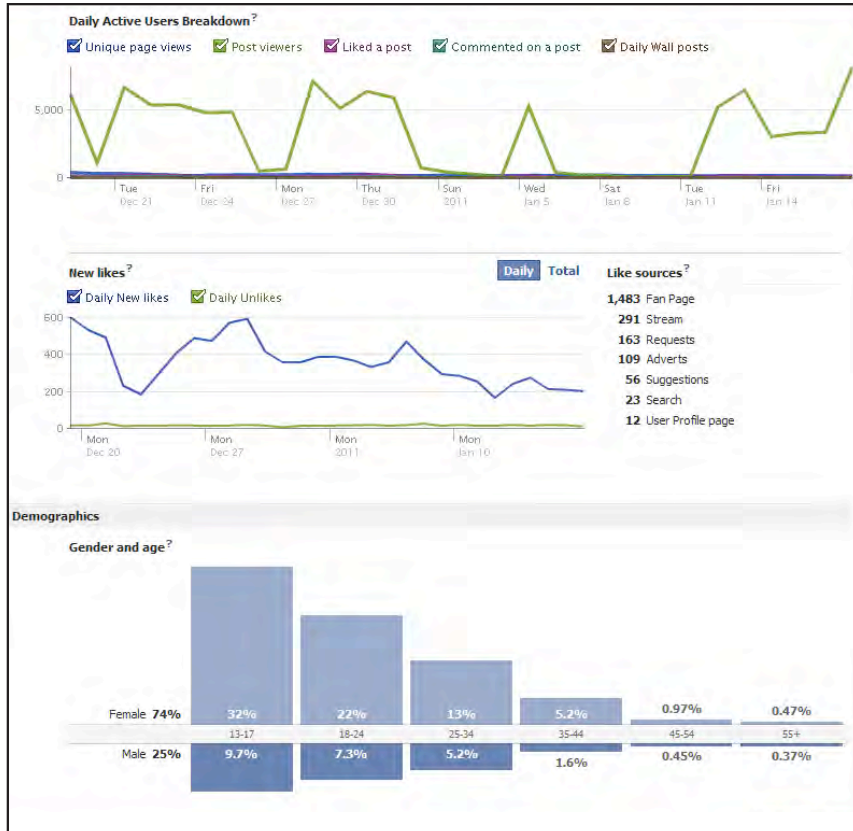 Daily Active Users Breakdown?
Unique page views Post viewers Liked a post Commented on a post Daily Wall posts
5,000
0
Tue Fri Mon Thu Sun Wed Sat Tue Fri
Dec 21 Dec 24 Dec 27 Dec 30 2011 Jan 5 Jan 8 Jan 11 Jan 14
New likes? Daily Total Like sources?
Daily New likes Daily Unlikes
600
400
200
0
Mon Mon Mon Mon
Dec 20 Dec 27 2011 Jan 10
1,483 Fan Page
291 Stream
163 Requests
109 Adverts
56 Suggestions
23 Search
12 User Profile page
Demographics
Gender and age?
Female 74% 32% 22% 13% 5.2% 0.97% 0.47%
13-17 18-24 25-34 35-44 45-54 55+
Male 25% 9.7% 7.3% 5.2% 1.6% 0.45% 0.37%